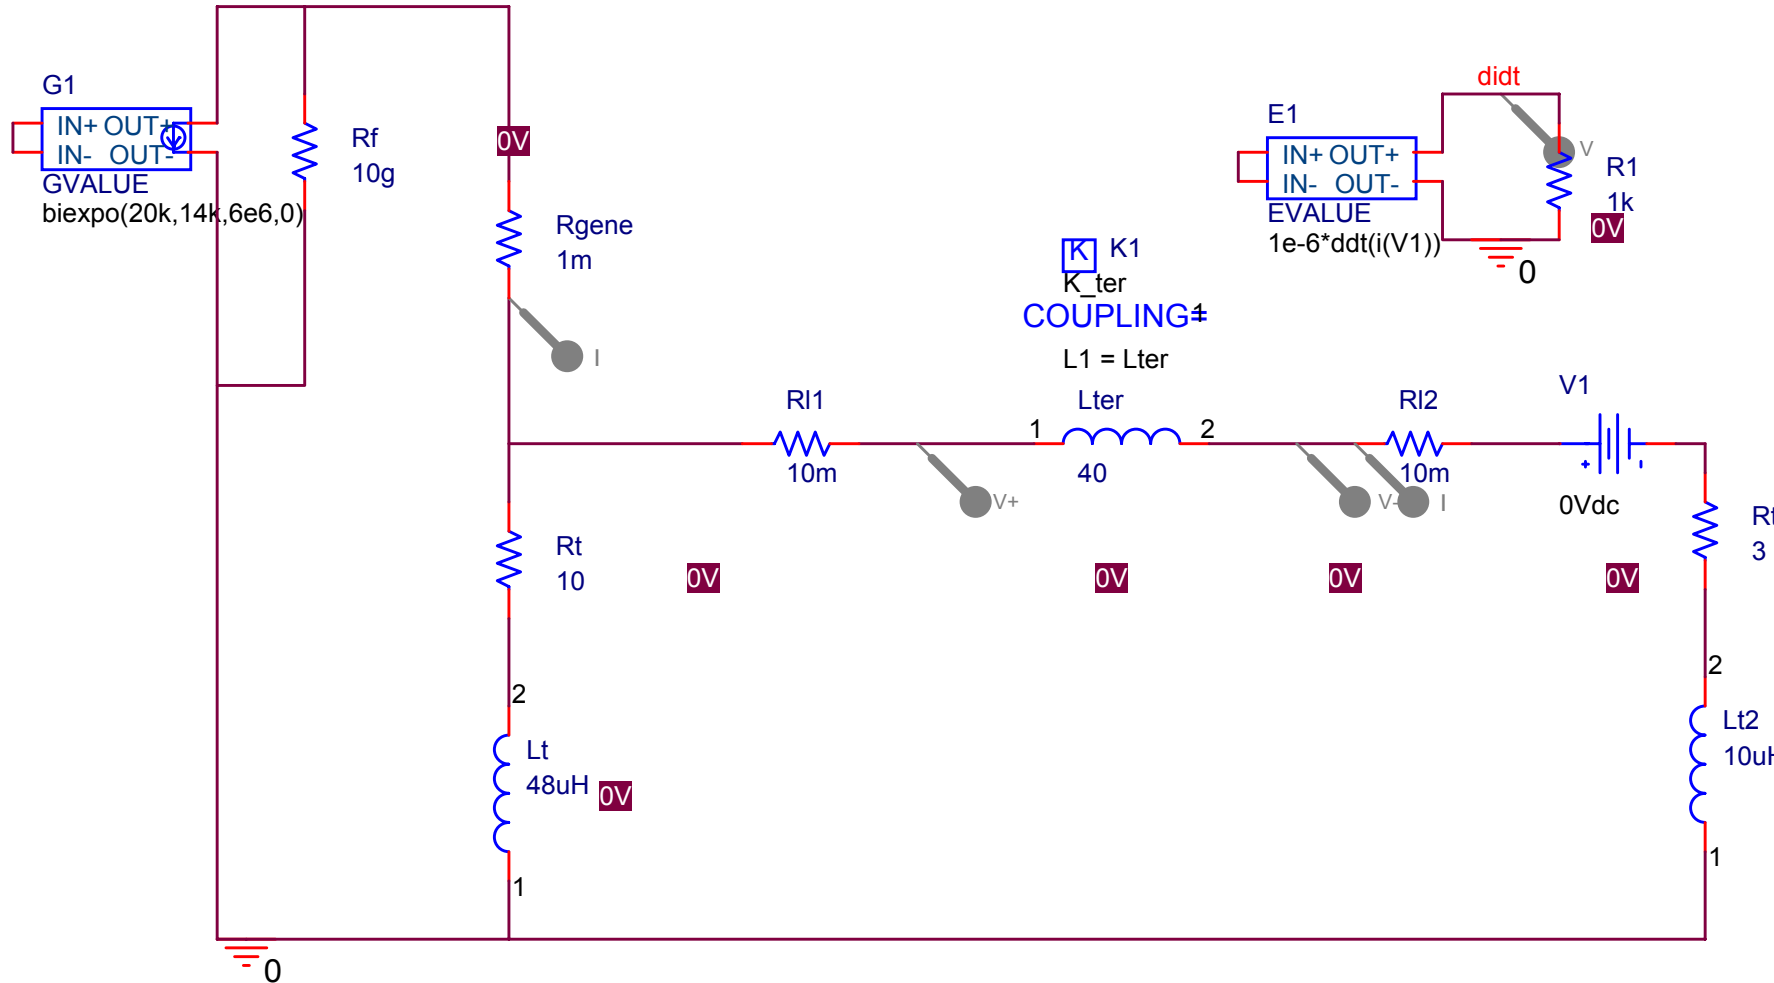 G1
IN+ OUT+
IN- OUT-
GVALUE
biexpo(20k,14k,6e6,0)
Rf
10g
0V
Rgene
1m
I
didt
E1
IN+ OUT+
IN- OUT-
EVALUE
1e-6*ddt(i(V1))
V
R1
1k
0V
0
K K1
K_ter
COUPLING=
1
L1 = Lter
Rl1
10m
V+
1
Lter
2
40
V-
Rl2
10m
I
V1
+ -
0Vdc
3
Rt
10
0V
0V
0V
0V
2
Lt
48uH
0V
1
2
Lt2
10uH
1
0